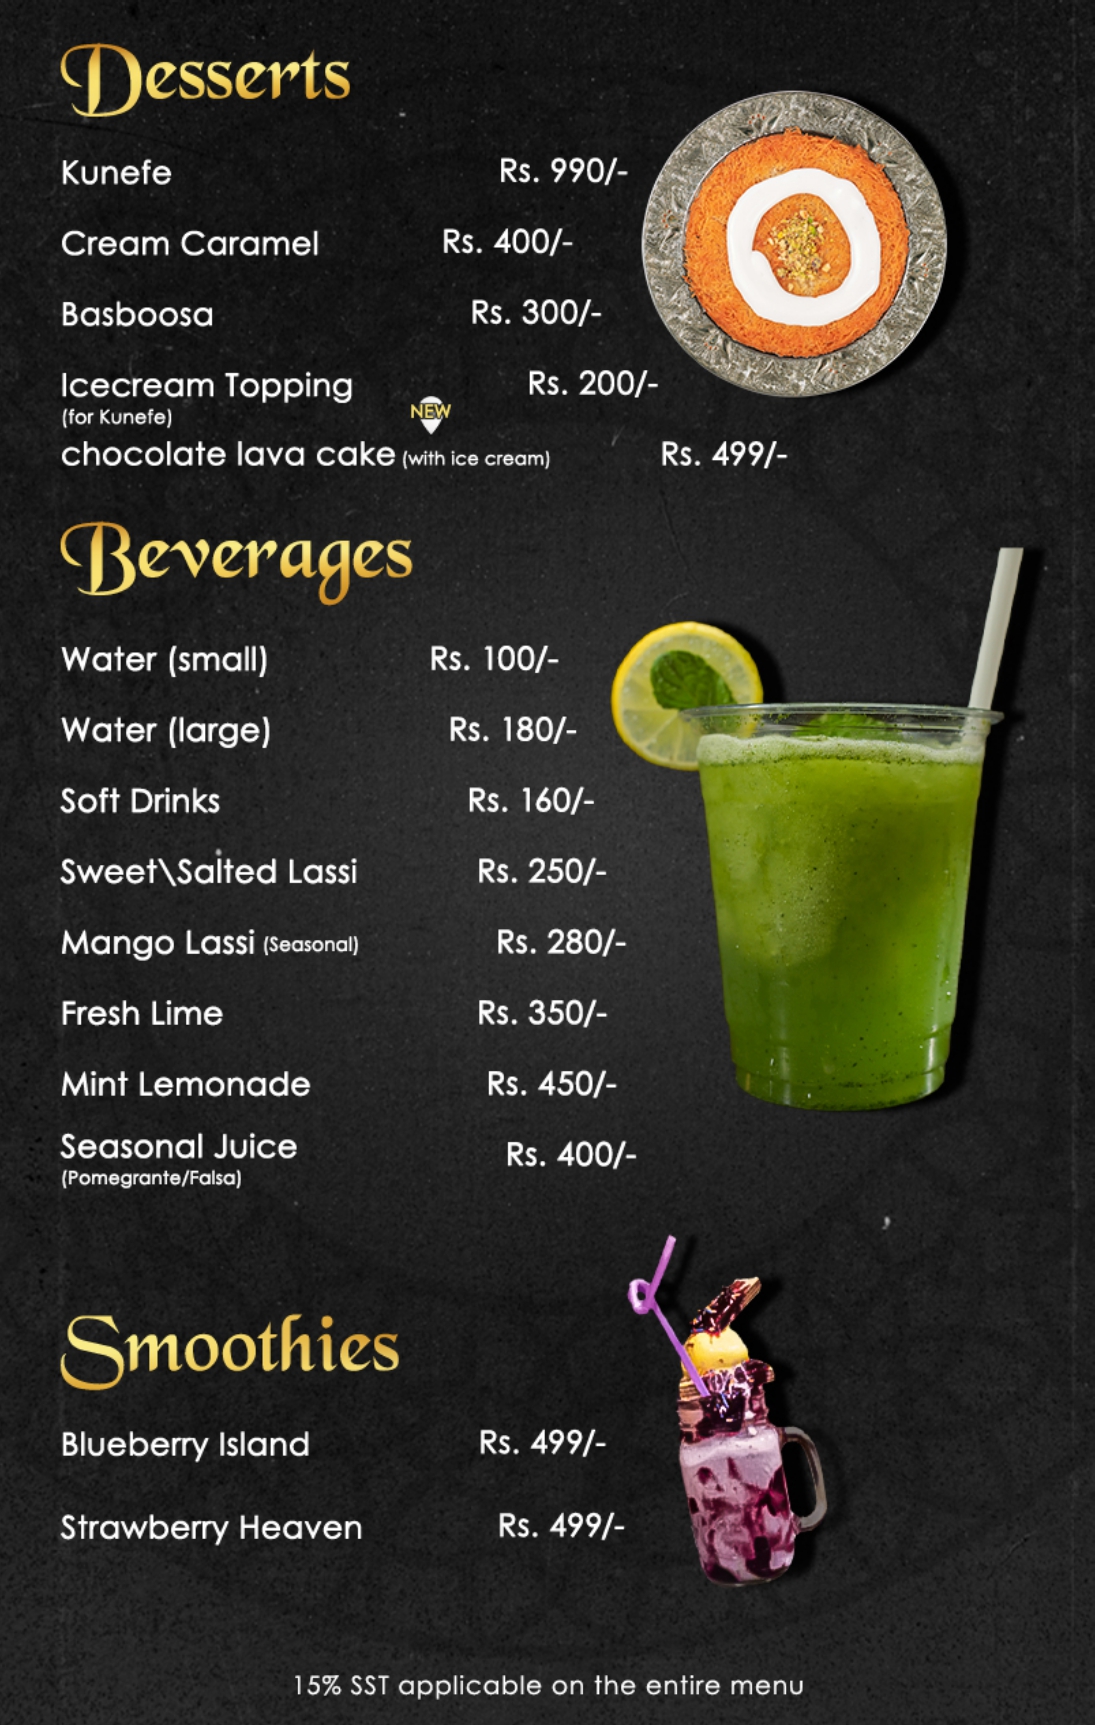 Desserts
Kunefe Rs. 990/-
Cream Caramel Rs. 400/-
Basboosa Rs. 300/-
Icecream Topping Rs. 200/-
(for Kunefe)
NEW
chocolate lava cake (with ice cream) Rs. 499/-
Beverages
Water (small) Rs. 100/-
Water (large) Rs. 180/-
Soft Drinks Rs. 160/-
Sweet\Salted Lassi Rs. 250/-
Mango Lassi (Seasonal) Rs. 280/-
Fresh Lime Rs. 350/-
Mint Lemonade Rs. 450/-
Seasonal Juice Rs. 400/-
(Pomegrante/Falsa)
Smoothies
Blueberry Island Rs. 499/-
Strawberry Heaven Rs. 499/-
15% SST applicable on the entire menu